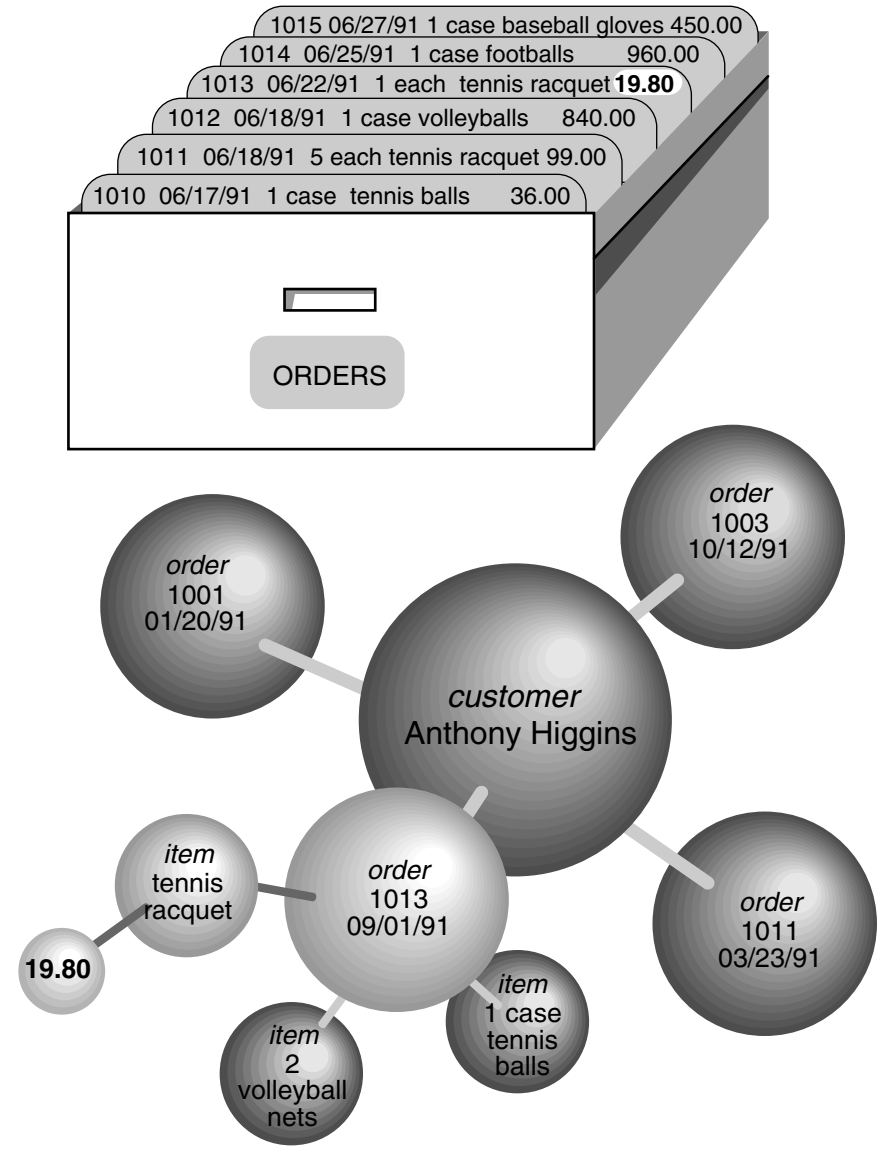 1015 06/27/91 1 case baseball gloves 450.00
1014 06/25/91 1 case footballs 960.00
1013 06/22/91 1 each tennis racquet 19.80
1012 06/18/91 1 case volleyballs 840.00
1011 06/18/91 5 each tennis racquet 99.00
1010 06/17/91 1 case tennis balls 36.00
ORDERS
order
1003
10/12/91
order
1001
01/20/91
customer
Anthony Higgins
item
tennis
racquet
order
1013
09/01/91
order
1011
03/23/91
19.80
item
1 case
tennis
balls
item
2
volleyball
nets